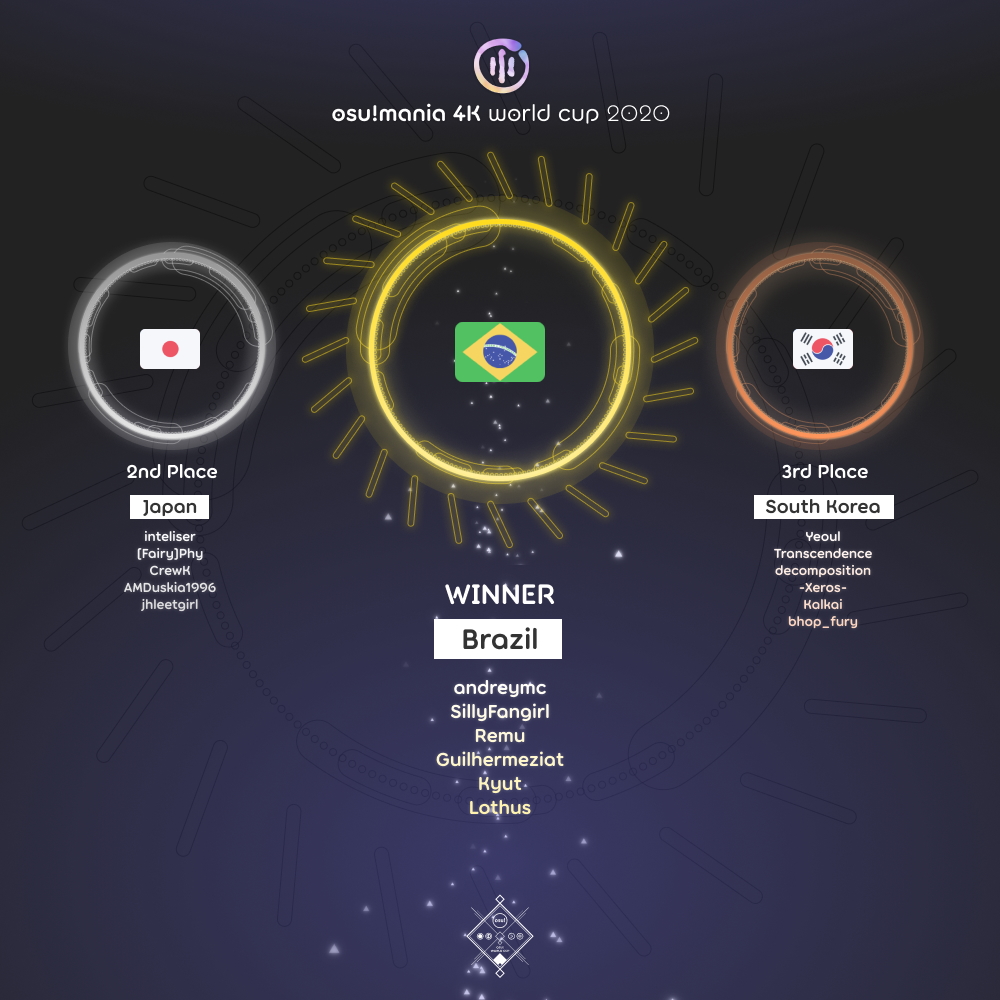 osu!mania 4K world cup 2020
2nd Place
Japan
inteliser
[Fairy]Phy
CrewK
AMDuskia1996
jhleetgirl
WINNER
Brazil
andreymc
SillyFangirl
Remu
Guilhermeziat
Kyut
Lothus
3rd Place
South Korea
Yeoul
Transcendence
decomposition
-Xeros-
Kalkai
bhop_fury
osu!